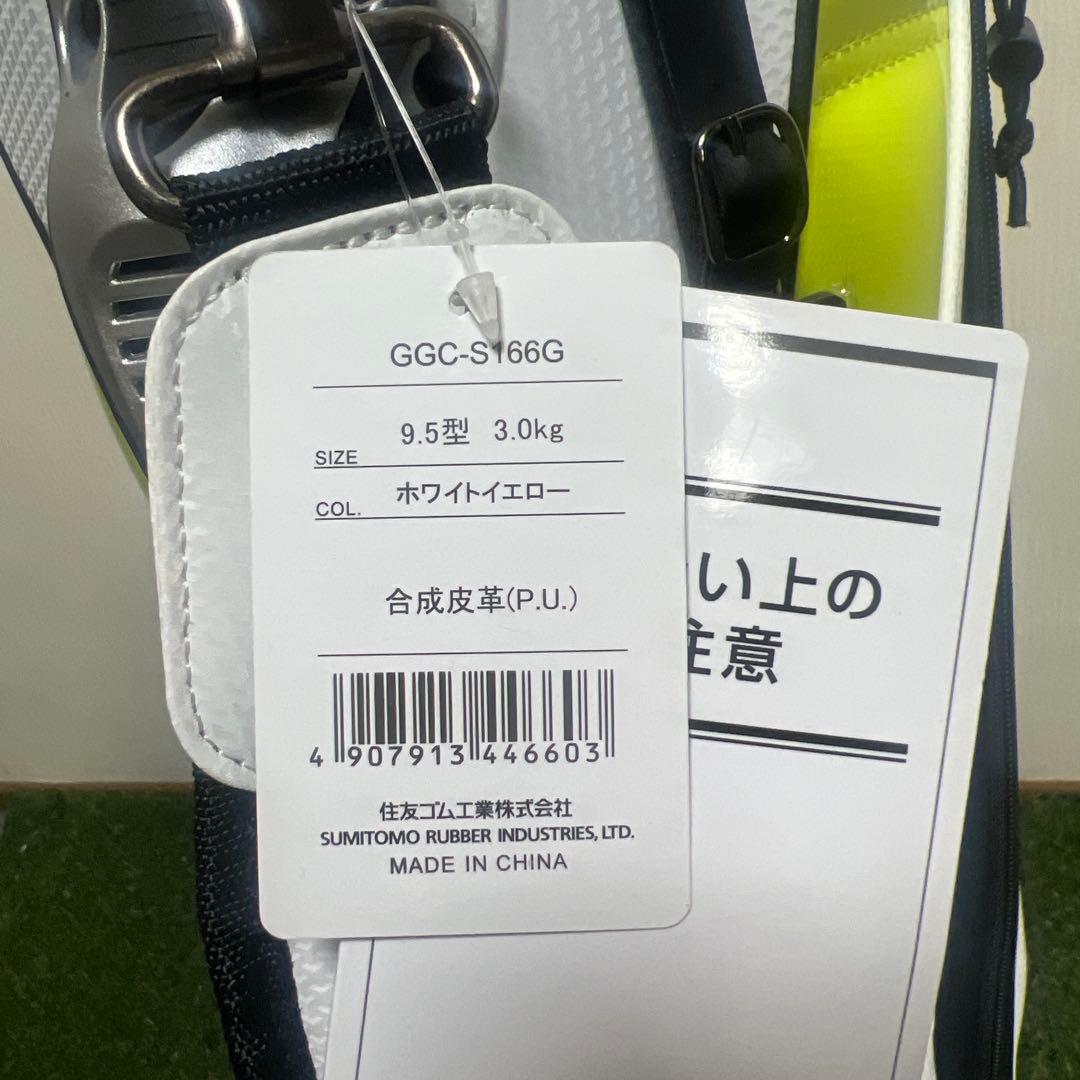 GGC-S166G
SIZE 9.5型 3.0kg
COL. ホワイトイエロー
合成皮革(P.U.)
4 907913 446603
住友ゴム工業株式会社
SUMITOMO RUBBER INDUSTRIES, LTD.
MADE IN CHINA
い上の
注意